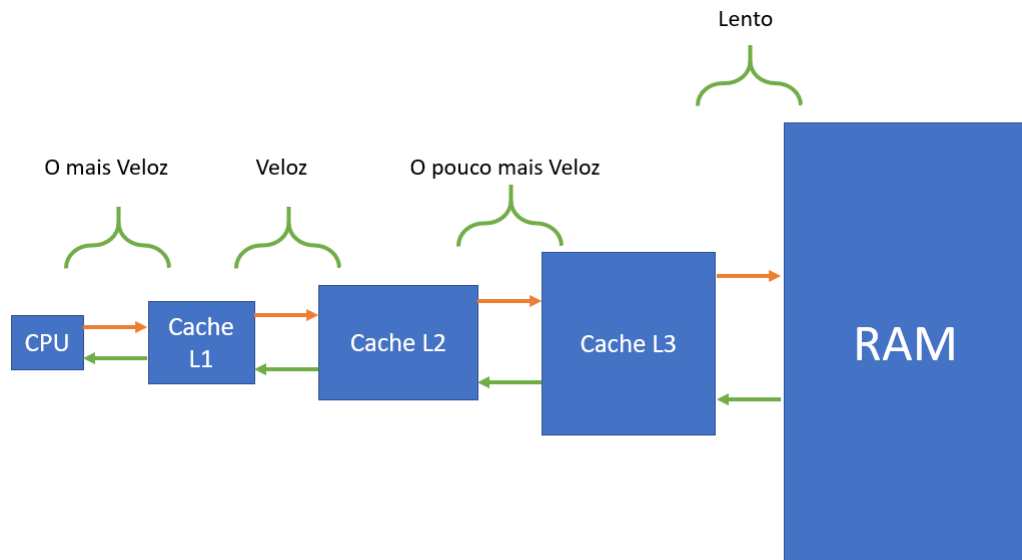 Lento
O mais Veloz
Veloz
O pouco mais Veloz
CPU
Cache
L1
Cache L2
Cache L3
RAM